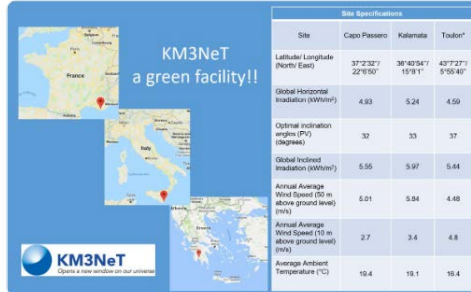 KM3NeT
a green facility!!
France
Italy
KM3NeT
Opens a new window on our universe
Site Specifications
Site Capo Passero Kalamata Toulon*
Latitude/ Longitude (North/ East) 37°2'32"/ 22°6'50" 36°40'54"/ 15°8'1" 43°7'27"/ 5°55'40"
Global Horizontal Irradiation (kWh/m²) 4.93 5.24 4.59
Optimal inclination angles (PV) (degrees) 32 33 37
Global Inclined Irradiation (kWh/m²) 5.55 5.97 5.44
Annual Average Wind Speed (50 m above ground level) (m/s) 5.01 5.84 4.48
Annual Average Wind Speed (10 m above ground level) (m/s) 2.7 3.4 4.8
Average Ambient Temperature (°C) 19.4 19.1 16.4